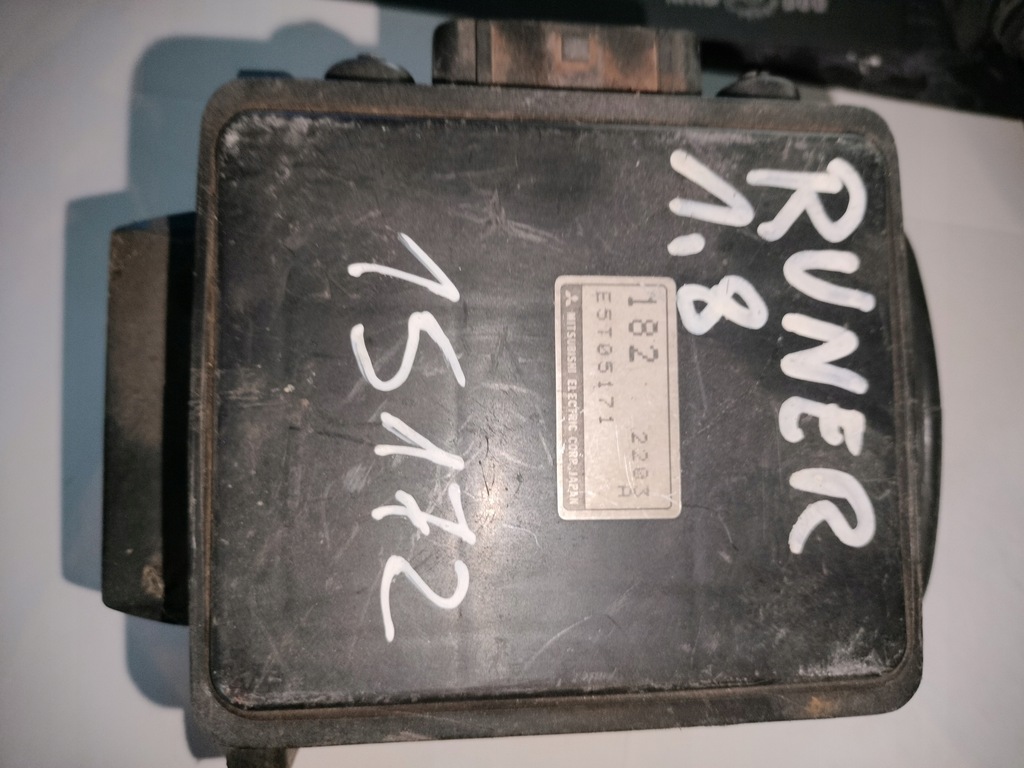 RUNER
1.8
182 2203
A
E5T05171
MITSUBISHI ELECTRIC CORP. JAPAN
15172